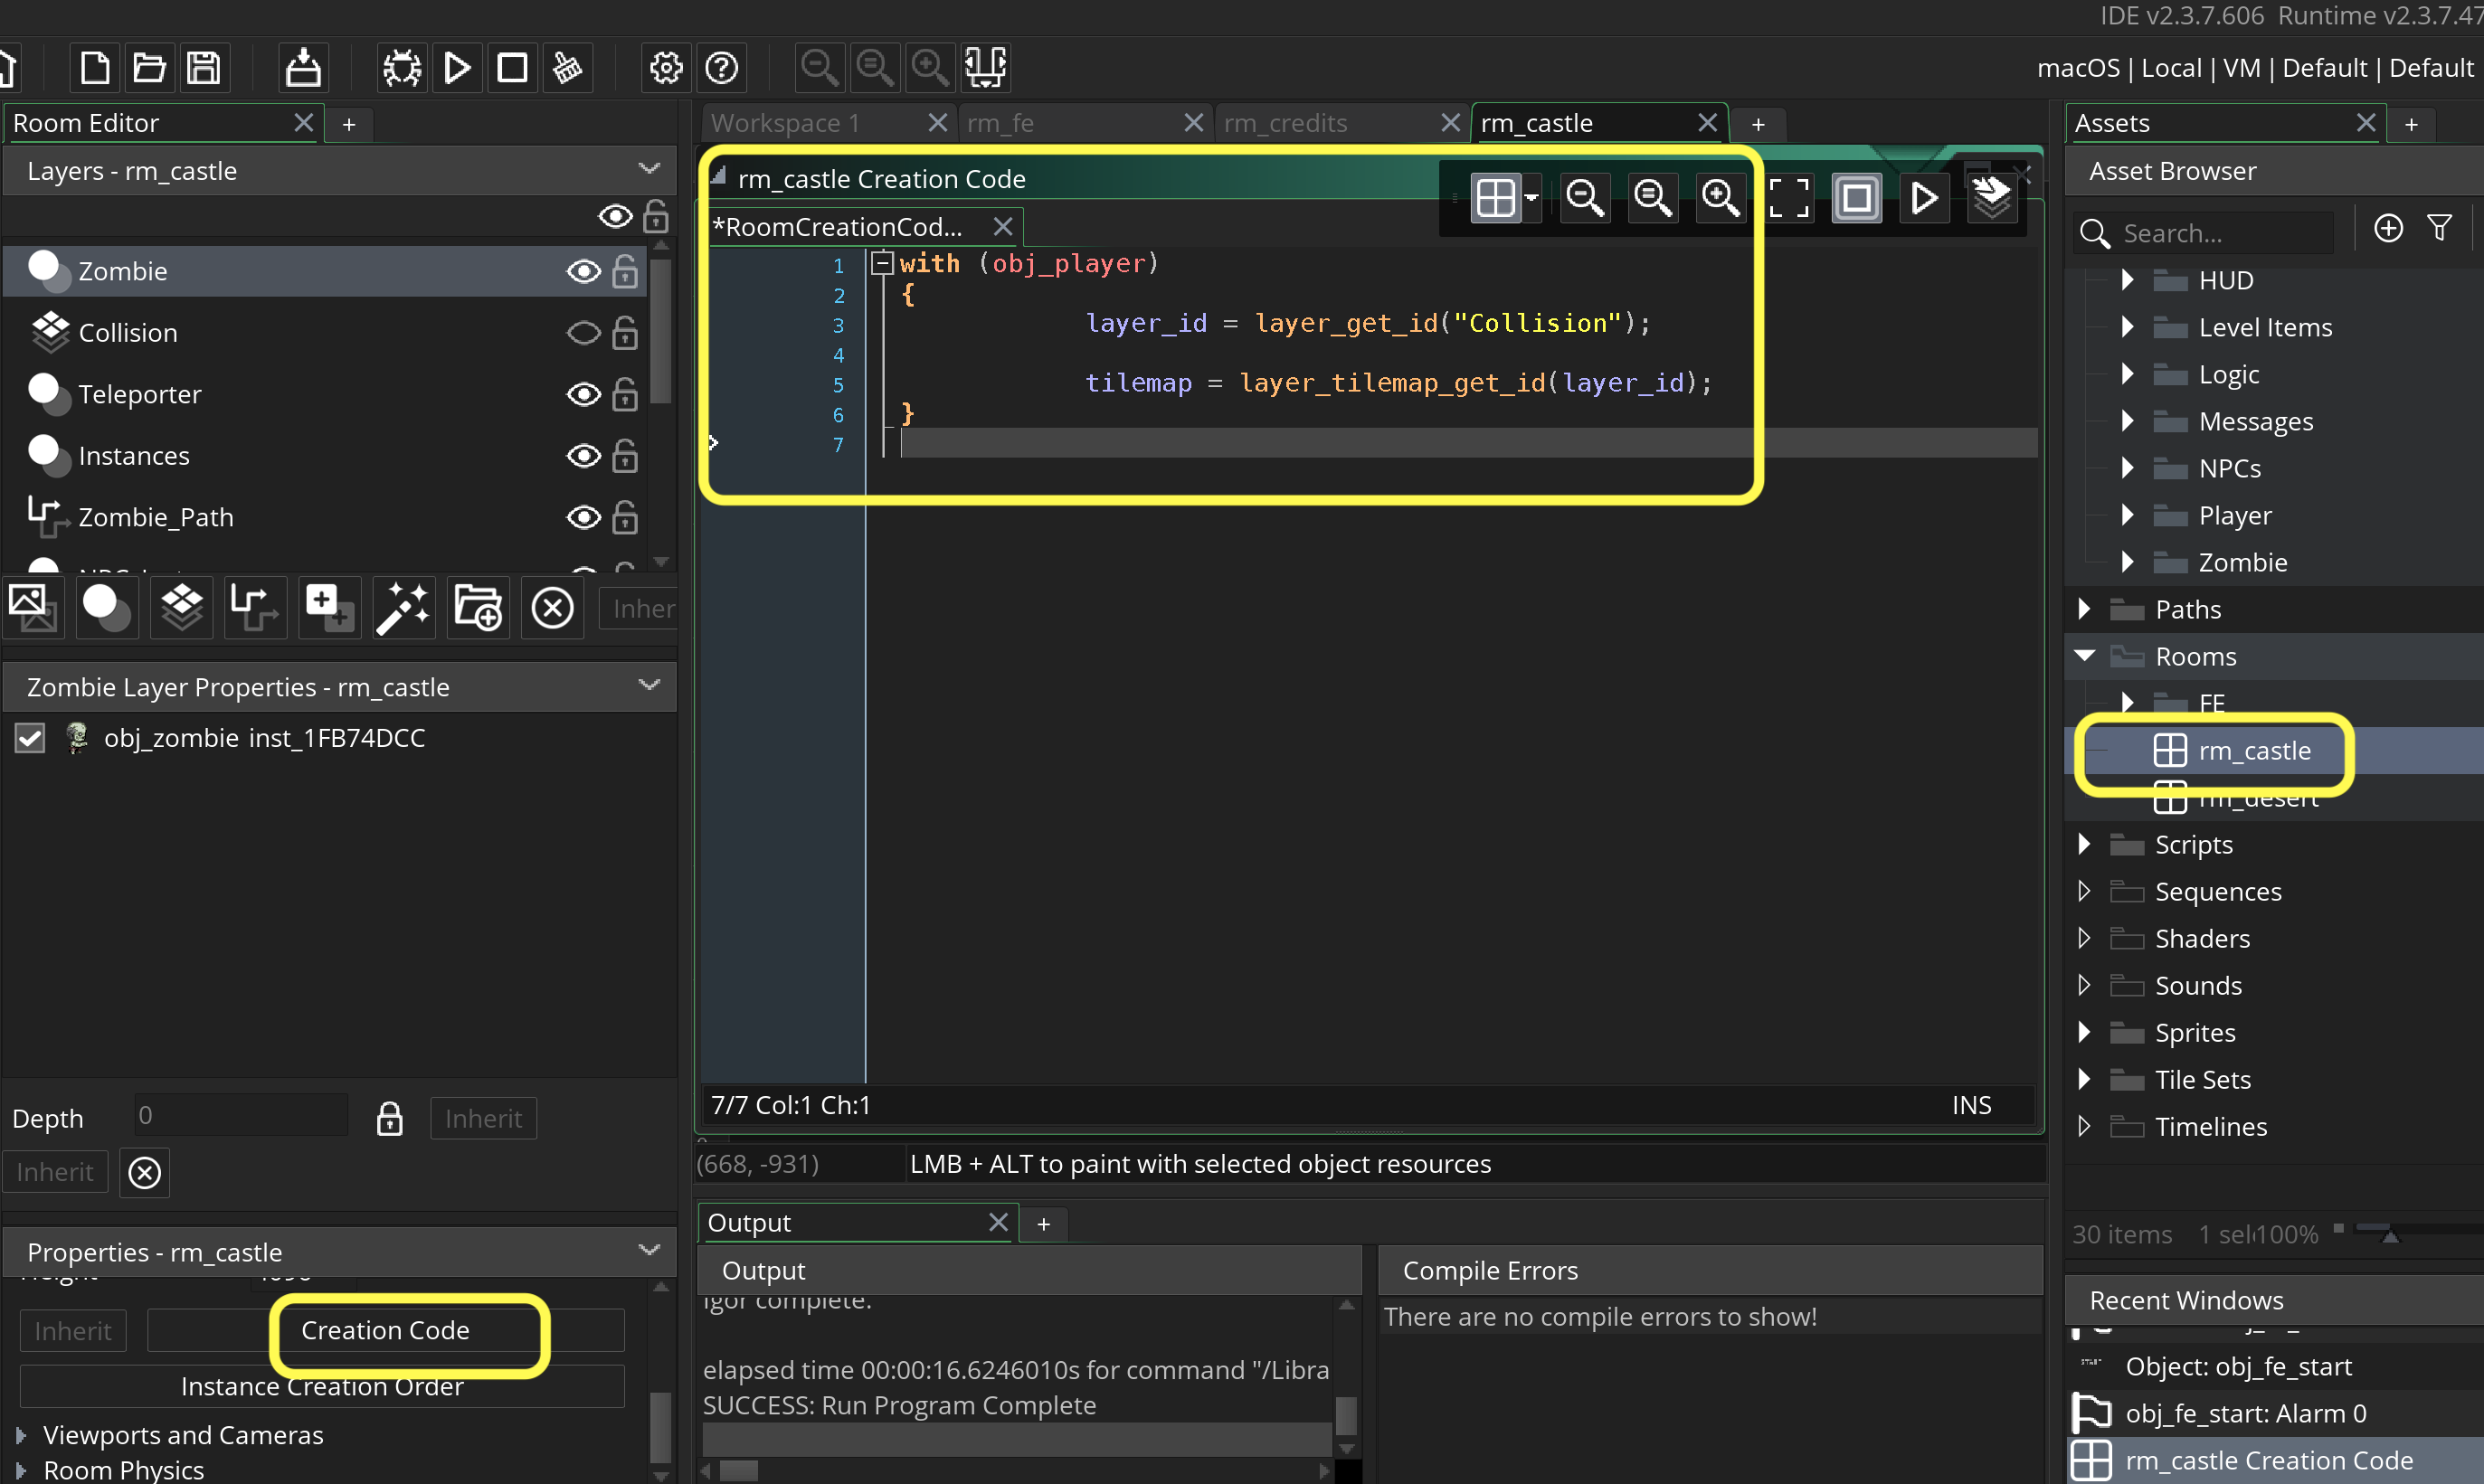 IDE v2.3.7.606 Runtime v2.3.7.47
macOS | Local | VM | Default | Default
Room Editor
+
Layers - rm_castle
Zombie
Collision
Teleporter
Instances
Zombie_Path
Inher
Zombie Layer Properties - rm_castle
obj_zombie inst_1FB74DCC
Depth
0
Inherit
Inherit
Properties - rm_castle
Height
4096
Inherit
Creation Code
Instance Creation Order
Viewports and Cameras
Room Physics
Workspace 1
rm_fe
rm_credits
rm_castle
+
rm_castle Creation Code
*RoomCreationCod...
1 with (obj_player)
2 {
3 layer_id = layer_get_id("Collision");
4
5 tilemap = layer_tilemap_get_id(layer_id);
6 }
7
7/7 Col:1 Ch:1
INS
(668, -931)
LMB + ALT to paint with selected object resources
Output
+
Output
Igor complete.
elapsed time 00:00:16.6246010s for command "/Libra
SUCCESS: Run Program Complete
Compile Errors
There are no compile errors to show!
Assets
+
Asset Browser
Search...
HUD
Level Items
Logic
Messages
NPCs
Player
Zombie
Paths
Rooms
FE
rm_castle
rm_desert
Scripts
Sequences
Shaders
Sounds
Sprites
Tile Sets
Timelines
30 items
1 sel
100%
Recent Windows
Object: obj_fe_start
obj_fe_start: Alarm 0
rm_castle Creation Code